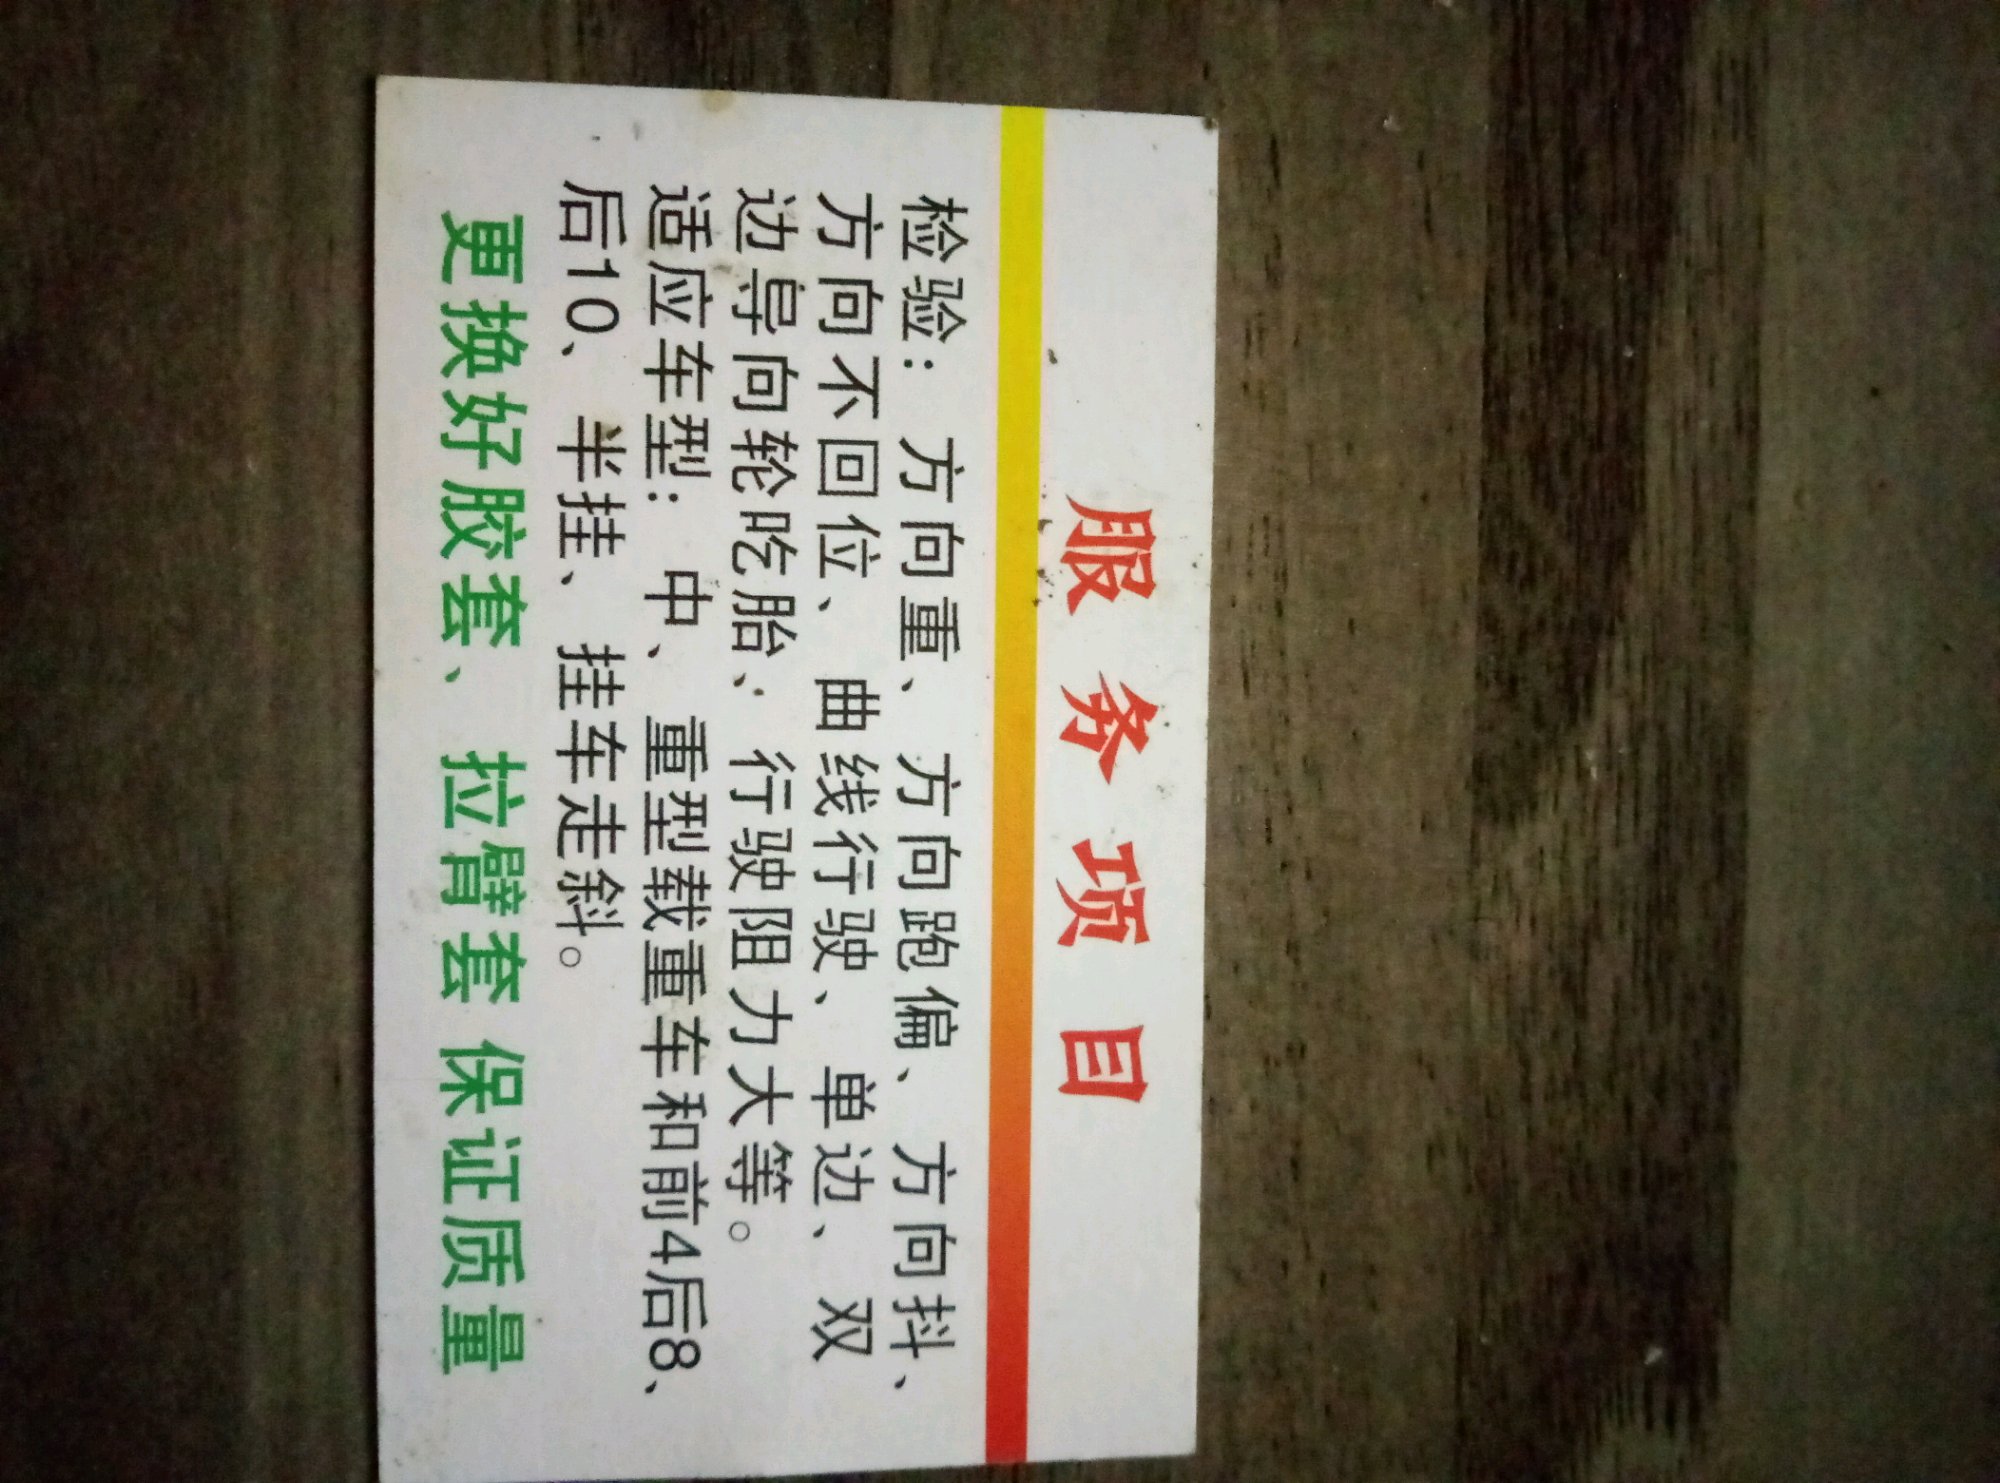 服务项目
检验：方向重、方向跑偏、方向抖、
方向不回位、曲线行驶、单边、双
边导向轮吃胎、行驶阻力大等。
适应车型：中、重型载重车和前4后8、
后10、半挂、挂车走斜。
更换好胶套、拉臂套 保证质量